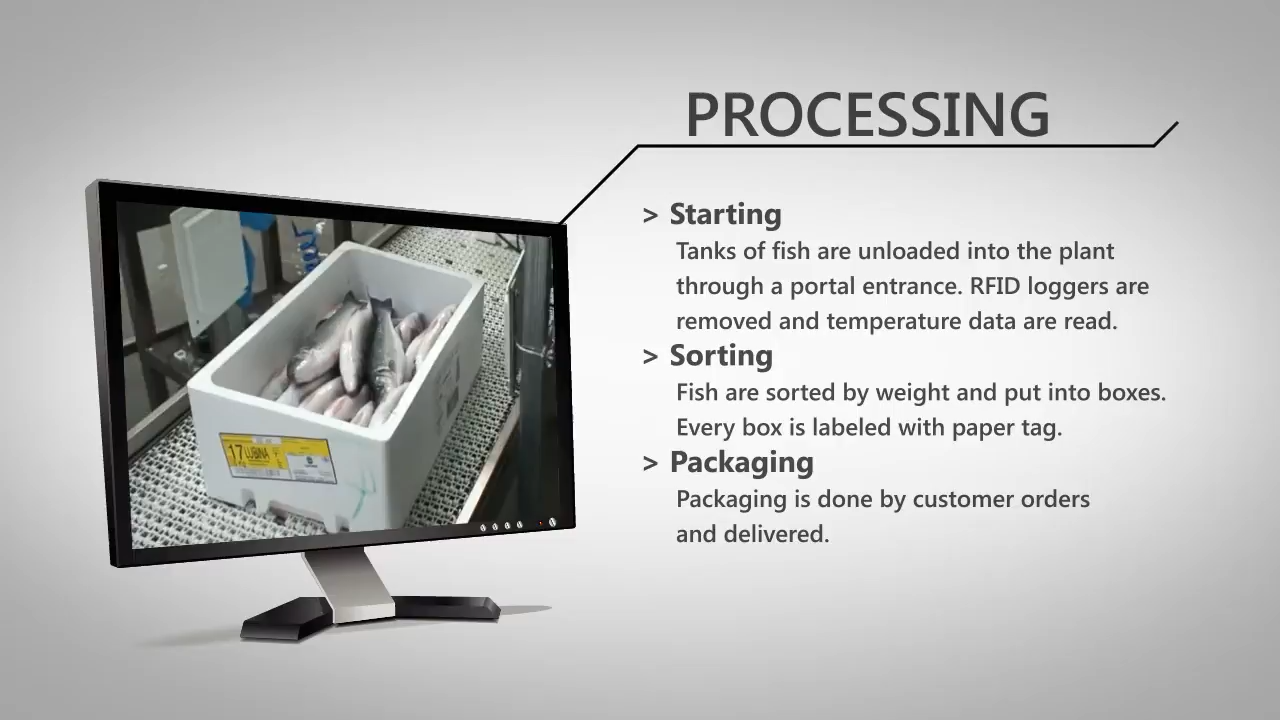 PROCESSING
> Starting
Tanks of fish are unloaded into the plant
through a portal entrance. RFID loggers are
removed and temperature data are read.
> Sorting
Fish are sorted by weight and put into boxes.
Every box is labeled with paper tag.
> Packaging
Packaging is done by customer orders
and delivered.
17 LUBINA